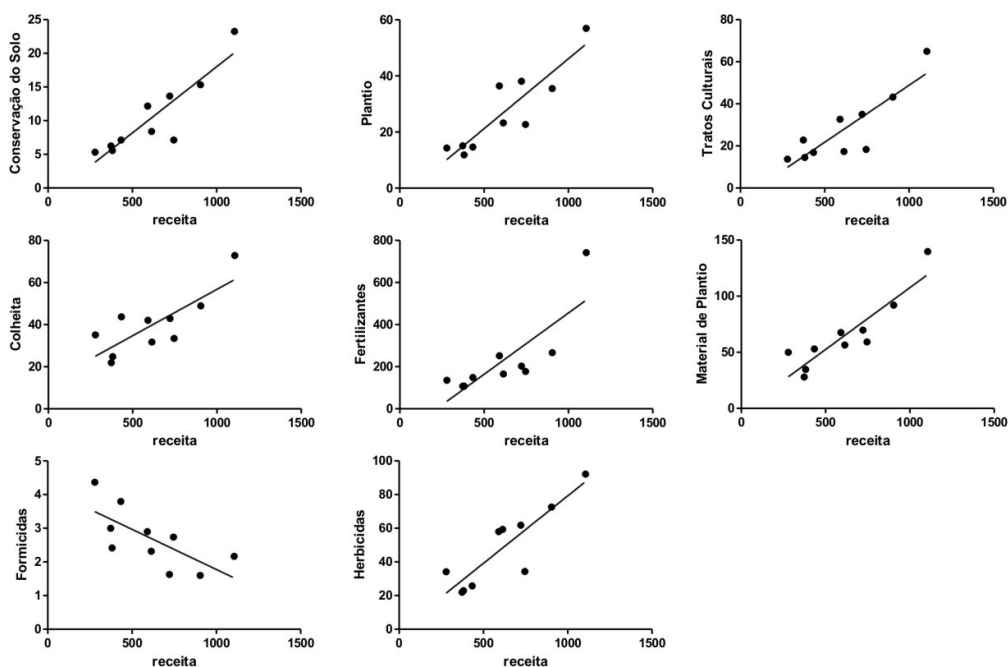 Conservação do Solo
25
20
15
10
5
0
0 500 1000 1500
receita
Plantio
60
40
20
0
0 500 1000 1500
receita
Tratos Culturais
80
60
40
20
0
0 500 1000 1500
receita
Colheita
80
60
40
20
0
0 500 1000 1500
receita
Fertilizantes
800
600
400
200
0
0 500 1000 1500
receita
Material de Plantio
150
100
50
0
0 500 1000 1500
receita
Formicidas
5
4
3
2
1
0
0 500 1000 1500
receita
Herbicidas
100
80
60
40
20
0
0 500 1000 1500
receita